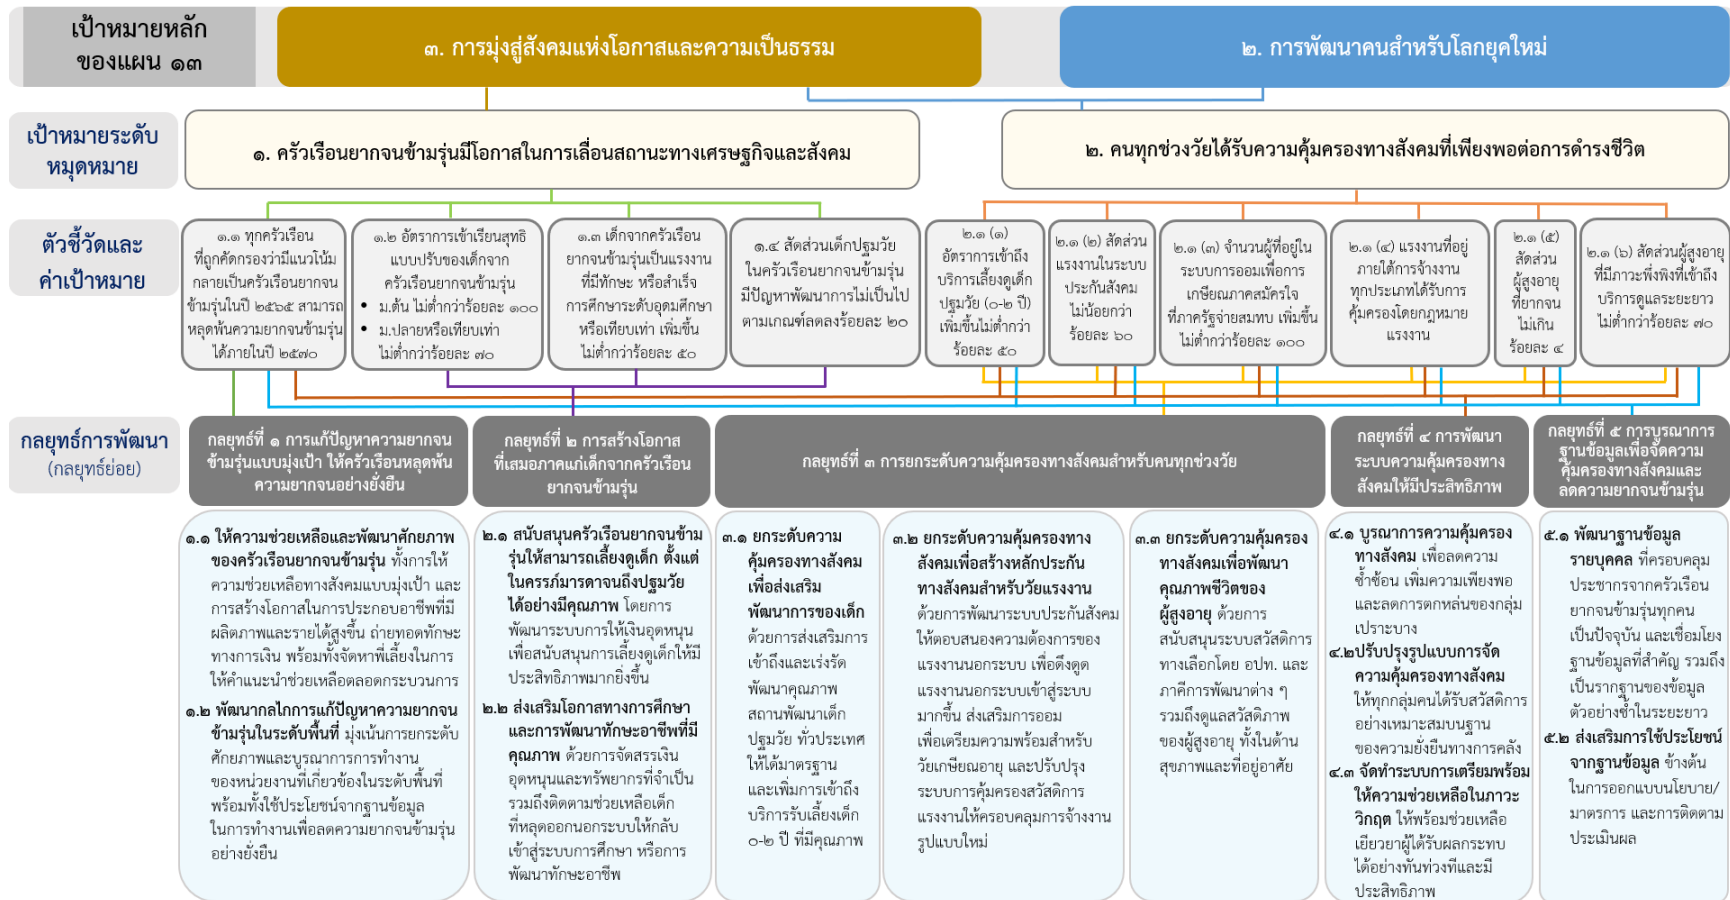 เป้าหมายหลัก
ของแผน ๑๓
๓. การมุ่งสู่สังคมแห่งโอกาสและความเป็นธรรม
๒. การพัฒนาคนสำหรับโลกยุคใหม่
เป้าหมายระดับ
หมุดหมาย
๑. ครัวเรือนยากจนข้ามรุ่นมีโอกาสในการเลื่อนสถานะทางเศรษฐกิจและสังคม
๒. คนทุกช่วงวัยได้รับความคุ้มครองทางสังคมที่เพียงพอต่อการดำรงชีวิต
ตัวชี้วัดและ
ค่าเป้าหมาย
๑.๑ ทุกครัวเรือน
ที่ถูกคัดกรองว่ามีแนวโน้ม
กลายเป็นครัวเรือนยากจน
ข้ามรุ่นในปี ๒๕๖๕ สามารถ
หลุดพ้นความยากจนข้ามรุ่น
ได้ภายในปี ๒๕๗๐
๑.๒ อัตราการเข้าเรียนสุทธิ
แบบปรับของเด็กจาก
ครัวเรือนยากจนข้ามรุ่น
• ม.ต้น ไม่ต่ำกว่าร้อยละ ๑๐๐
• ม.ปลายหรือเทียบเท่า
ไม่ต่ำกว่าร้อยละ ๗๐
๑.๓ เด็กจากครัวเรือน
ยากจนข้ามรุ่นเป็นแรงงาน
ที่มีทักษะ หรือสำเร็จ
การศึกษาระดับอุดมศึกษา
หรือเทียบเท่า เพิ่มขึ้น
ไม่ต่ำกว่าร้อยละ ๕๐
๑.๔ สัดส่วนเด็กปฐมวัย
ในครัวเรือนยากจนข้ามรุ่น
มีปัญหาพัฒนาการไม่เป็นไป
ตามเกณฑ์ลดลงร้อยละ ๒๐
๒.๑ (๑)
อัตราการเข้าถึง
บริการเลี้ยงดูเด็ก
ปฐมวัย (๐-๒ ปี)
เพิ่มขึ้นไม่ต่ำกว่า
ร้อยละ ๕๐
๒.๑ (๒) สัดส่วน
แรงงานในระบบ
ประกันสังคม
ไม่น้อยกว่า
ร้อยละ ๖๐
๒.๑ (๓) จำนวนผู้ที่อยู่ใน
ระบบการออมเพื่อการ
เกษียณภาคสมัครใจ
ที่ภาครัฐจ่ายสมทบ เพิ่มขึ้น
ไม่ต่ำกว่าร้อยละ ๑๐๐
๒.๑ (๔) แรงงานที่อยู่
ภายใต้การจ้างงาน
ทุกประเภทได้รับการ
คุ้มครองโดยกฎหมาย
แรงงาน
๒.๑ (๕)
สัดส่วน
ผู้สูงอายุ
ที่ยากจน
ไม่เกิน
ร้อยละ ๔
๒.๑ (๖) สัดส่วนผู้สูงอายุ
ที่มีภาวะพึ่งพิงที่เข้าถึง
บริการดูแลระยะยาว
ไม่ต่ำกว่าร้อยละ ๗๐
กลยุทธ์การพัฒนา
(กลยุทธ์ย่อย)
กลยุทธ์ที่ ๑ การแก้ปัญหาความยากจน
ข้ามรุ่นแบบมุ่งเป้า ให้ครัวเรือนหลุดพ้น
ความยากจนอย่างยั่งยืน
กลยุทธ์ที่ ๒ การสร้างโอกาส
ที่เสมอภาคแก่เด็กจากครัวเรือน
ยากจนข้ามรุ่น
กลยุทธ์ที่ ๓ การยกระดับความคุ้มครองทางสังคมสำหรับคนทุกช่วงวัย
กลยุทธ์ที่ ๔ การพัฒนา
ระบบความคุ้มครองทาง
สังคมให้มีประสิทธิภาพ
กลยุทธ์ที่ ๕ การบูรณาการ
ฐานข้อมูลเพื่อจัดความ
คุ้มครองทางสังคมและ
ลดความยากจนข้ามรุ่น
๑.๑ ให้ความช่วยเหลือและพัฒนาศักยภาพ
ของครัวเรือนยากจนข้ามรุ่น ทั้งการให้
ความช่วยเหลือทางสังคมแบบมุ่งเป้า และ
การสร้างโอกาสในการประกอบอาชีพที่มี
ผลิตภาพและรายได้สูงขึ้น ถ่ายทอดทักษะ
ทางการเงิน พร้อมทั้งจัดหาพี่เลี้ยงในการ
ให้คำแนะนำช่วยเหลือตลอดกระบวนการ
๑.๒ พัฒนากลไกการแก้ปัญหาความยากจน
ข้ามรุ่นในระดับพื้นที่ มุ่งเน้นการยกระดับ
ศักยภาพและบูรณาการการทำงาน
ของหน่วยงานที่เกี่ยวข้องในระดับพื้นที่
พร้อมทั้งใช้ประโยชน์จากฐานข้อมูล
ในการทำงานเพื่อลดความยากจนข้ามรุ่น
อย่างยั่งยืน
๒.๑ สนับสนุนครัวเรือนยากจนข้าม
รุ่นให้สามารถเลี้ยงดูเด็ก ตั้งแต่
ในครรภ์มารดาจนถึงปฐมวัย
ได้อย่างมีคุณภาพ โดยการ
พัฒนาระบบการให้เงินอุดหนุน
เพื่อสนับสนุนการเลี้ยงดูเด็กให้มี
ประสิทธิภาพมากยิ่งขึ้น
๒.๒ ส่งเสริมโอกาสทางการศึกษา
และการพัฒนาทักษะอาชีพที่มี
คุณภาพ ด้วยการจัดสรรเงิน
อุดหนุนและทรัพยากรที่จำเป็น
รวมถึงติดตามช่วยเหลือเด็ก
ที่หลุดออกนอกระบบให้กลับ
เข้าสู่ระบบการศึกษา หรือการ
พัฒนาทักษะอาชีพ
๓.๑ ยกระดับความ
คุ้มครองทางสังคม
เพื่อส่งเสริม
พัฒนาการของเด็ก
ด้วยการส่งเสริมการ
เข้าถึงและเร่งรัด
พัฒนาคุณภาพ
สถานพัฒนาเด็ก
ปฐมวัย ทั่วประเทศ
ให้ได้มาตรฐาน
และเพิ่มการเข้าถึง
บริการรับเลี้ยงเด็ก
๐-๒ ปี ที่มีคุณภาพ
๓.๒ ยกระดับความคุ้มครองทาง
สังคมเพื่อสร้างหลักประกัน
ทางสังคมสำหรับวัยแรงงาน
ด้วยการพัฒนาระบบประกันสังคม
ให้ตอบสนองความต้องการของ
แรงงานนอกระบบ เพื่อดึงดูด
แรงงานนอกระบบเข้าสู่ระบบ
มากขึ้น ส่งเสริมการออม
เพื่อเตรียมความพร้อมสำหรับ
วัยเกษียณอายุ และปรับปรุง
ระบบการคุ้มครองสวัสดิการ
แรงงานให้ครอบคลุมการจ้างงาน
รูปแบบใหม่
๓.๓ ยกระดับความคุ้มครอง
ทางสังคมเพื่อพัฒนา
คุณภาพชีวิตของ
ผู้สูงอายุ ด้วยการ
สนับสนุนระบบสวัสดิการ
ทางเลือกโดย อปท. และ
ภาคีการพัฒนาต่าง ๆ
รวมถึงดูแลสวัสดิภาพ
ของผู้สูงอายุ ทั้งในด้าน
สุขภาพและที่อยู่อาศัย
๔.๑ บูรณาการความคุ้มครอง
ทางสังคม เพื่อลดความ
ซ้ำซ้อน เพิ่มความเพียงพอ
และลดการตกหล่นของกลุ่ม
เปราะบาง
๔.๒ปรับปรุงรูปแบบการจัด
ความคุ้มครองทางสังคม
ให้ทุกกลุ่มคนได้รับสวัสดิการ
อย่างเหมาะสมบนฐาน
ของความยั่งยืนทางการคลัง
๔.๓ จัดทำระบบการเตรียมพร้อม
ให้ความช่วยเหลือในภาวะ
วิกฤต ให้พร้อมช่วยเหลือ
เยียวยาผู้ได้รับผลกระทบ
ได้อย่างทันท่วงทีและมี
ประสิทธิภาพ
๕.๑ พัฒนาฐานข้อมูล
รายบุคคล ที่ครอบคลุม
ประชากรจากครัวเรือน
ยากจนข้ามรุ่นทุกคน
เป็นปัจจุบัน และเชื่อมโยง
ฐานข้อมูลที่สำคัญ รวมถึง
เป็นรากฐานของข้อมูล
ตัวอย่างซ้ำในระยะยาว
๕.๒ ส่งเสริมการใช้ประโยชน์
จากฐานข้อมูล ข้างต้น
ในการออกแบบนโยบาย/
มาตรการ และการติดตาม
ประเมินผล